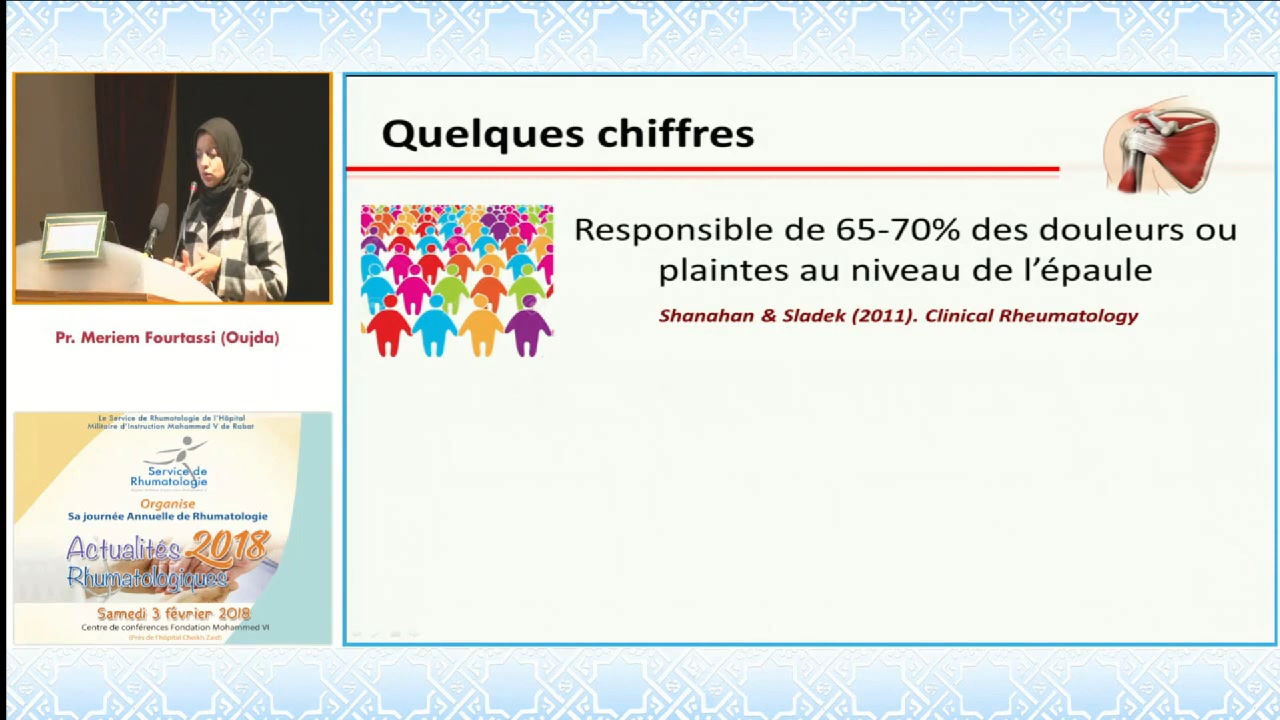 Quelques chiffres
Responsible de 65-70% des douleurs ou
plaintes au niveau de l'épaule
Shanahan & Sladek (2011). Clinical Rheumatology
Pr. Meriem Fourtassi (Oujda)
Le Service de Rhumatologie de l'Hôpital
Militaire d'Instruction Mohammed V de Rabat
Service de
Rhumatologie
Organise
Sa journée Annuelle de Rhumatologie
Actualités 2018
Rhumatologiques
Samedi 3 février 2018
Centre de conférences Fondation Mohammed VI
(Près de l'hôpital Cheikh Zaid)